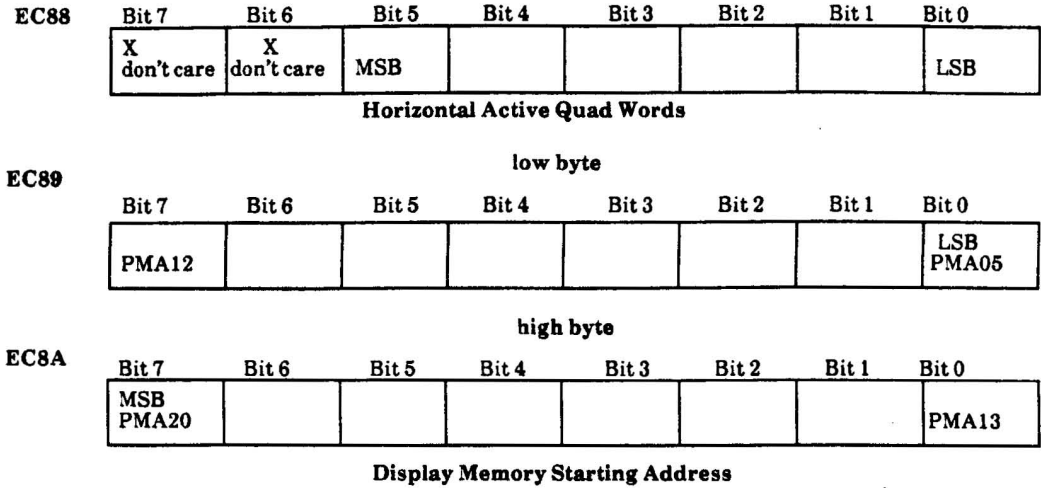 EC88 Bit 7 Bit 6 Bit 5 Bit 4 Bit 3 Bit 2 Bit 1 Bit 0
X X
don't care don't care MSB LSB
Horizontal Active Quad Words
low byte
EC89
Bit 7 Bit 6 Bit 5 Bit 4 Bit 3 Bit 2 Bit 1 Bit 0
LSB
PMA12 PMA05
high byte
EC8A
Bit 7 Bit 6 Bit 5 Bit 4 Bit 3 Bit 2 Bit 1 Bit 0
MSB
PMA20 PMA13
Display Memory Starting Address